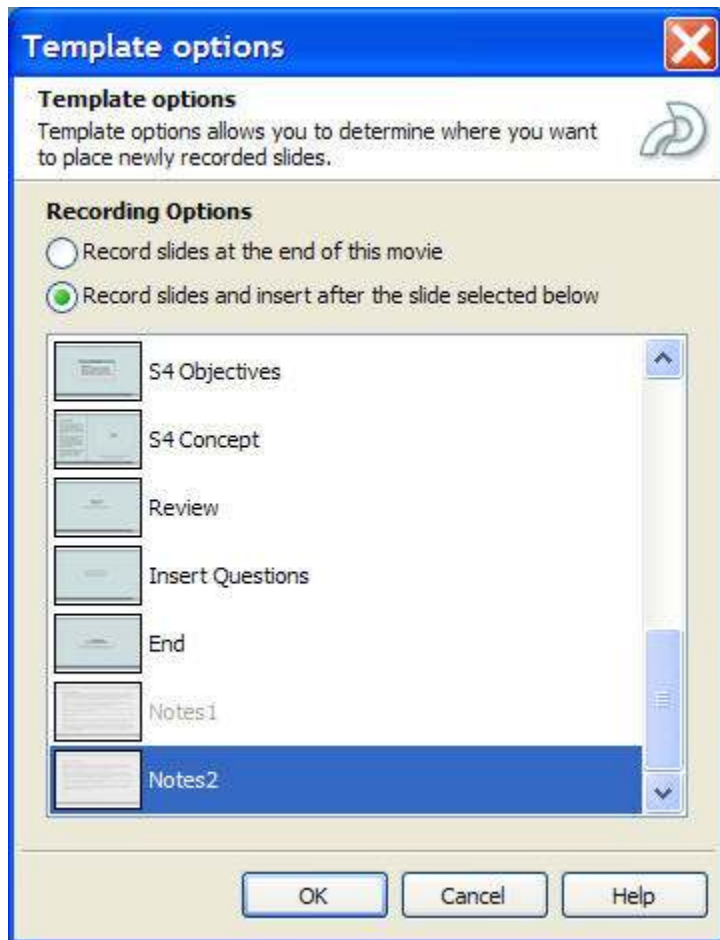 Template options
Template options
Template options allows you to determine where you want
to place newly recorded slides.
Recording Options
Record slides at the end of this movie
Record slides and insert after the slide selected below
S4 Objectives
S4 Concept
Review
Insert Questions
End
Notes1
Notes2
OK
Cancel
Help